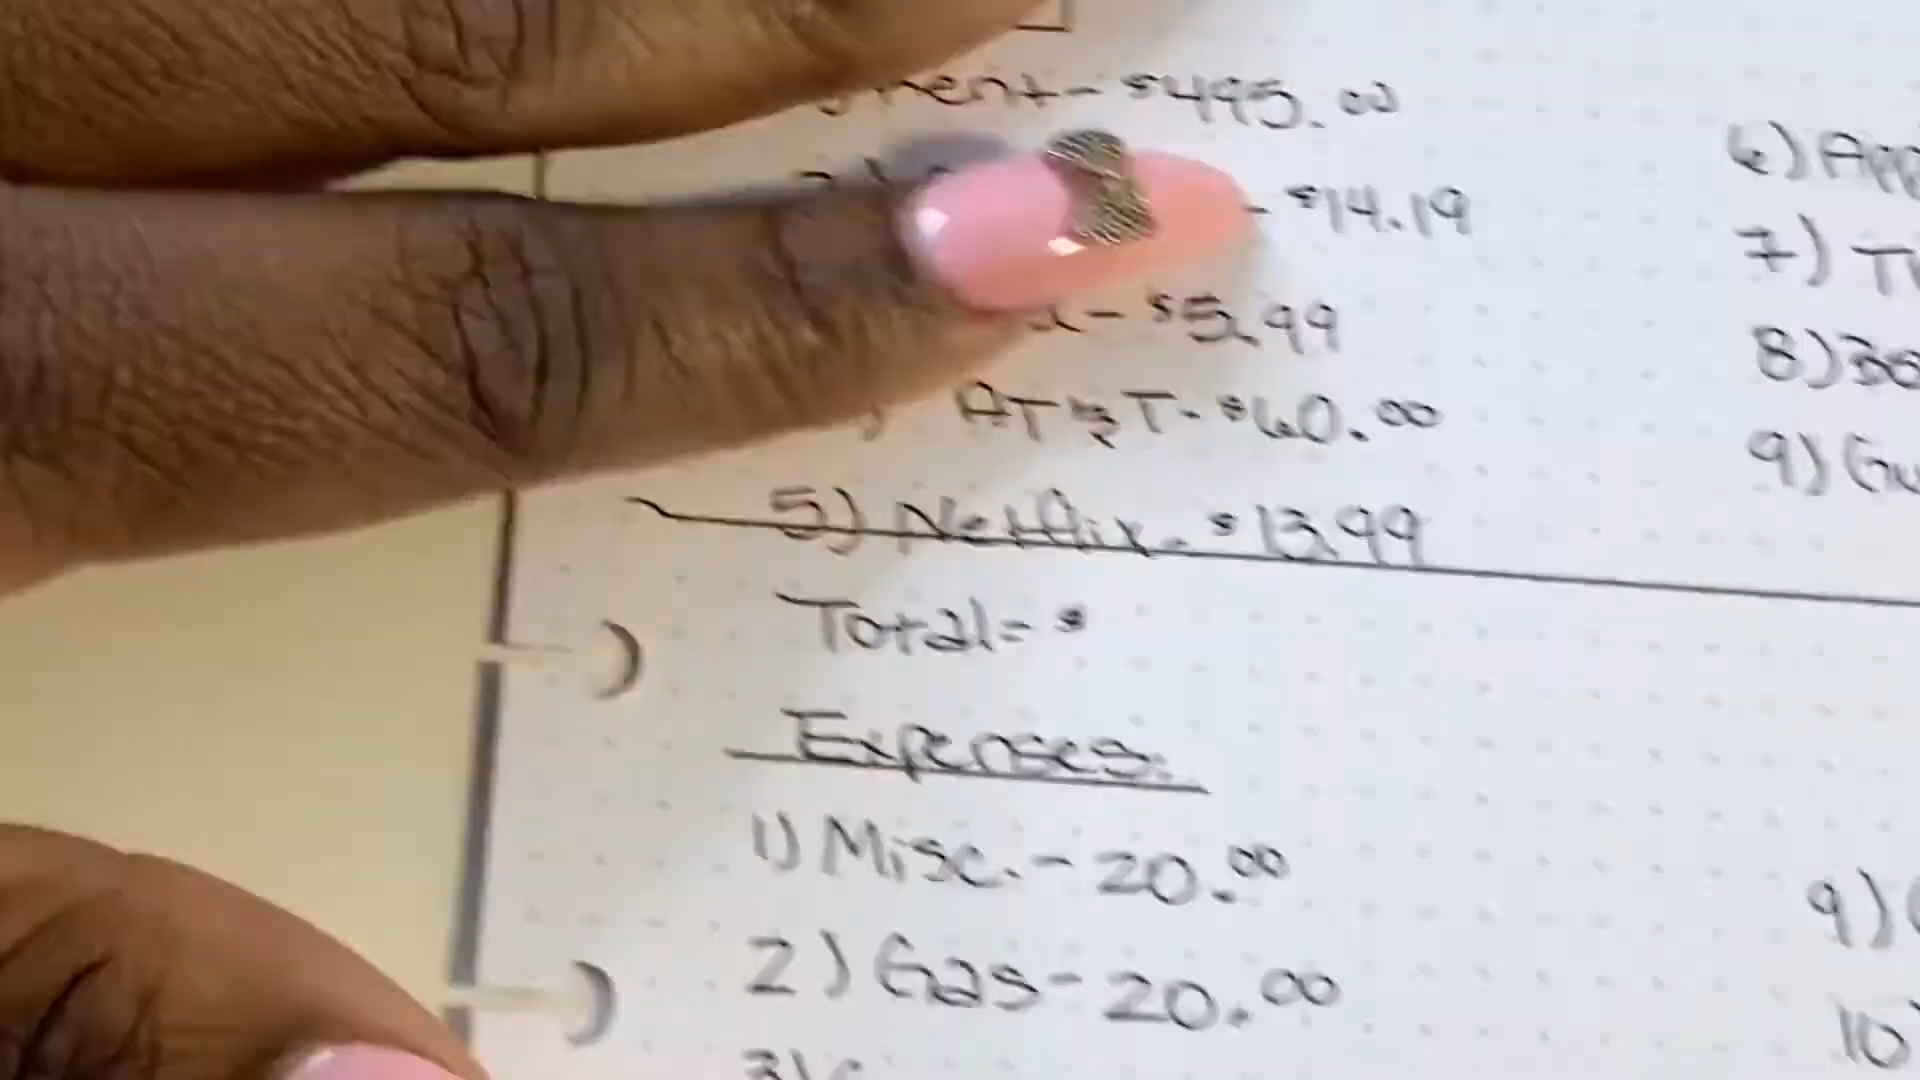 Rent- $495.00
- $14.19
- $5.99
AT&T- $60.00
5) Netflix- $13.99
Total= $
Expenses:
1) Misc.- 20.00
2) Gas- 20.00
3)
6)
7)
8)
9)
9)
10)